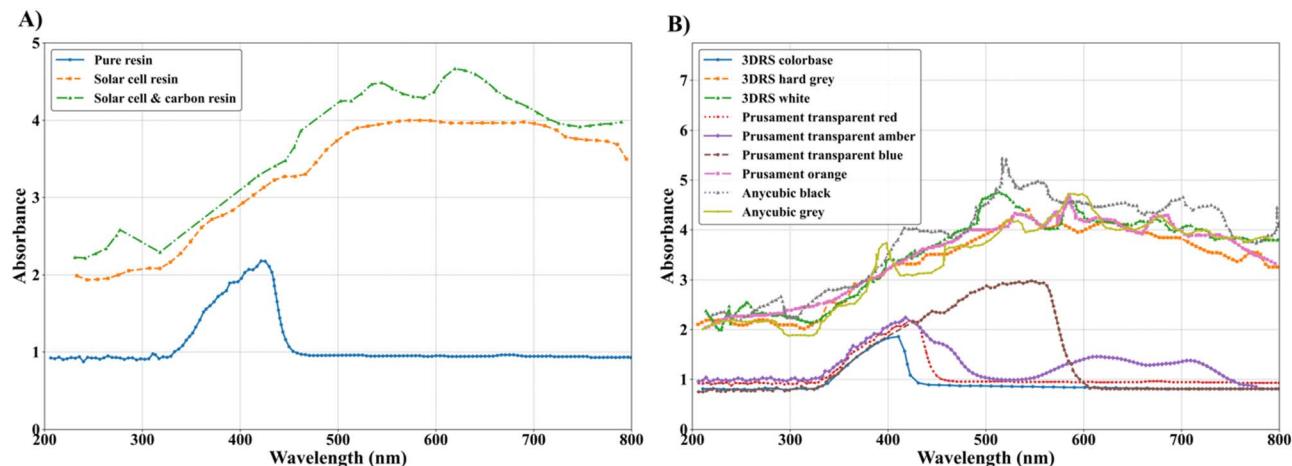 A)
5
4
3
2
1
0
200
300
400
500
600
700
800
Absorbance
Wavelength (nm)
Pure resin
Solar cell resin
Solar cell & carbon resin
B)
7
6
5
4
3
2
1
0
200
300
400
500
600
700
800
Absorbance
Wavelength (nm)
3DRS colorbase
3DRS hard grey
3DRS white
Prusament transparent red
Prusament transparent amber
Prusament transparent blue
Prusament orange
Anycubic black
Anycubic grey